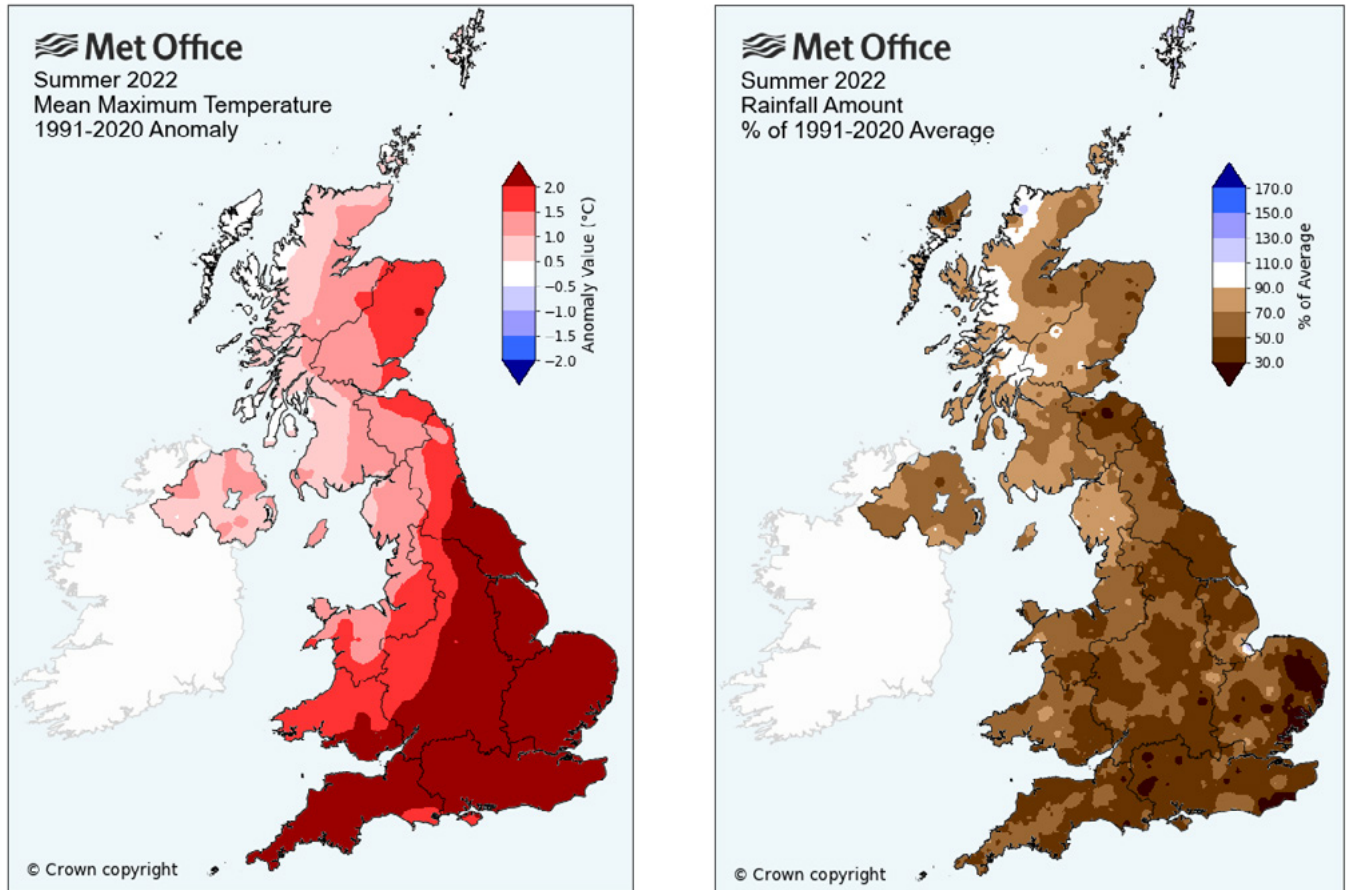 Met Office
Summer 2022
Mean Maximum Temperature
1991-2020 Anomaly
2.0
1.5
1.0
0.5
−0.5
−1.0
−1.5
−2.0
Anomaly Value (°C)
© Crown copyright
Met Office
Summer 2022
Rainfall Amount
% of 1991-2020 Average
170.0
150.0
130.0
110.0
90.0
70.0
50.0
30.0
% of Average
© Crown copyright